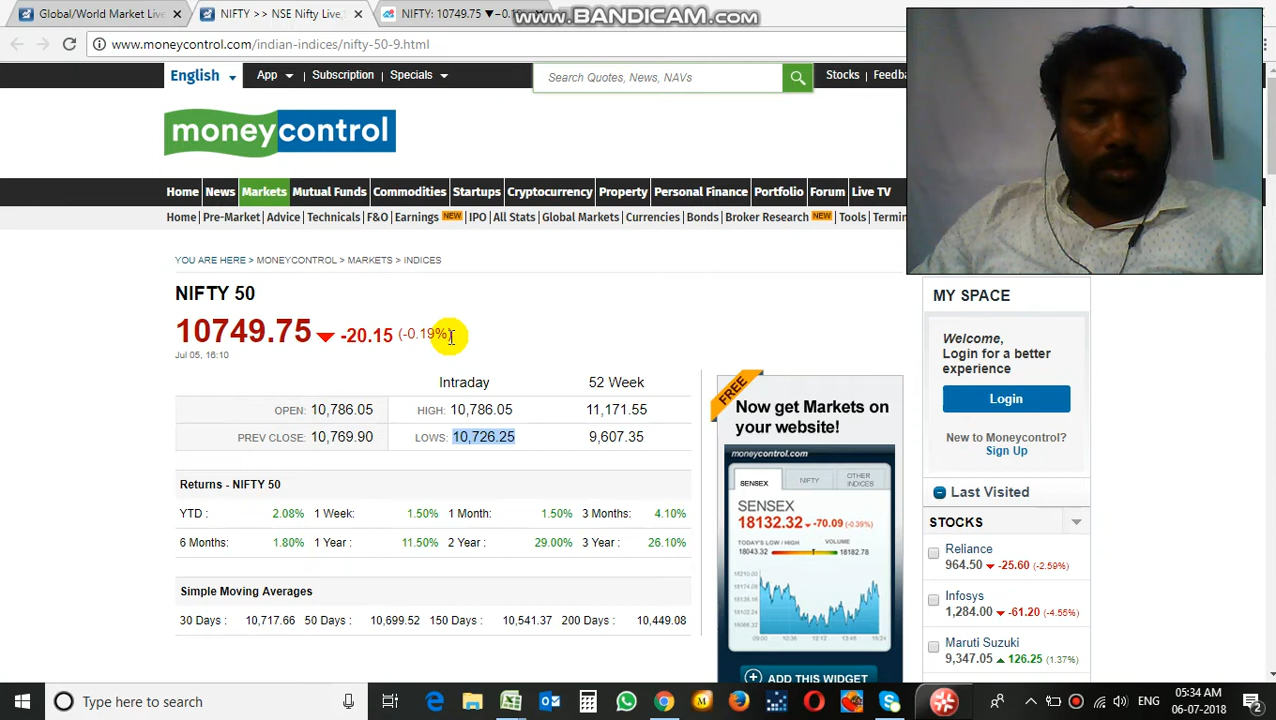 Global/World Market Live
NIFTY >> NSE Nifty Live
NIFTY: 10749.75 ▼-0.19
WWW.BANDICAM.COM
www.moneycontrol.com/indian-indices/nifty-50-9.html
English App Subscription Specials
Search Quotes, News, NAVs
Stocks Feedb
moneycontrol
Home News Markets Mutual Funds Commodities Startups Cryptocurrency Property Personal Finance Portfolio Forum Live TV
Home Pre-Market Advice Technicals F&O Earnings NEW IPO All Stats Global Markets Currencies Bonds Broker Research NEW Tools Termin
YOU ARE HERE > MONEYCONTROL > MARKETS > INDICES
NIFTY 50
10749.75 ▼ -20.15 (-0.19%)
Jul 05, 16:10
Intraday 52 Week
OPEN: 10,786.05 HIGH: 10,786.05 11,171.55
PREV CLOSE: 10,769.90 LOWS: 10,726.25 9,607.35
Returns - NIFTY 50
YTD : 2.08% 1 Week: 1.50% 1 Month: 1.50% 3 Months: 4.10%
6 Months: 1.80% 1 Year : 11.50% 2 Year : 29.00% 3 Year : 26.10%
Simple Moving Averages
30 Days : 10,717.66 50 Days : 10,699.52 150 Days : 10,541.37 200 Days : 10,449.08
FREE
Now get Markets on
your website!
moneycontrol.com
SENSEX NIFTY OTHER INDICES
SENSEX
18132.32 ▼ -70.09 (-0.39%)
TODAY'S LOW / HIGH VOLUME
18043.32 18182.78
ADD THIS WIDGET
MY SPACE
Welcome,
Login for a better
experience
Login
New to Moneycontrol?
Sign Up
Last Visited
STOCKS
Reliance
964.50 ▼ -25.60 (-2.59%)
Infosys
1,284.00 ▼ -61.20 (-4.55%)
Maruti Suzuki
9,347.05 ▲ 126.25 (1.37%)
Type here to search
ENG
05:34 AM
06-07-2018
2